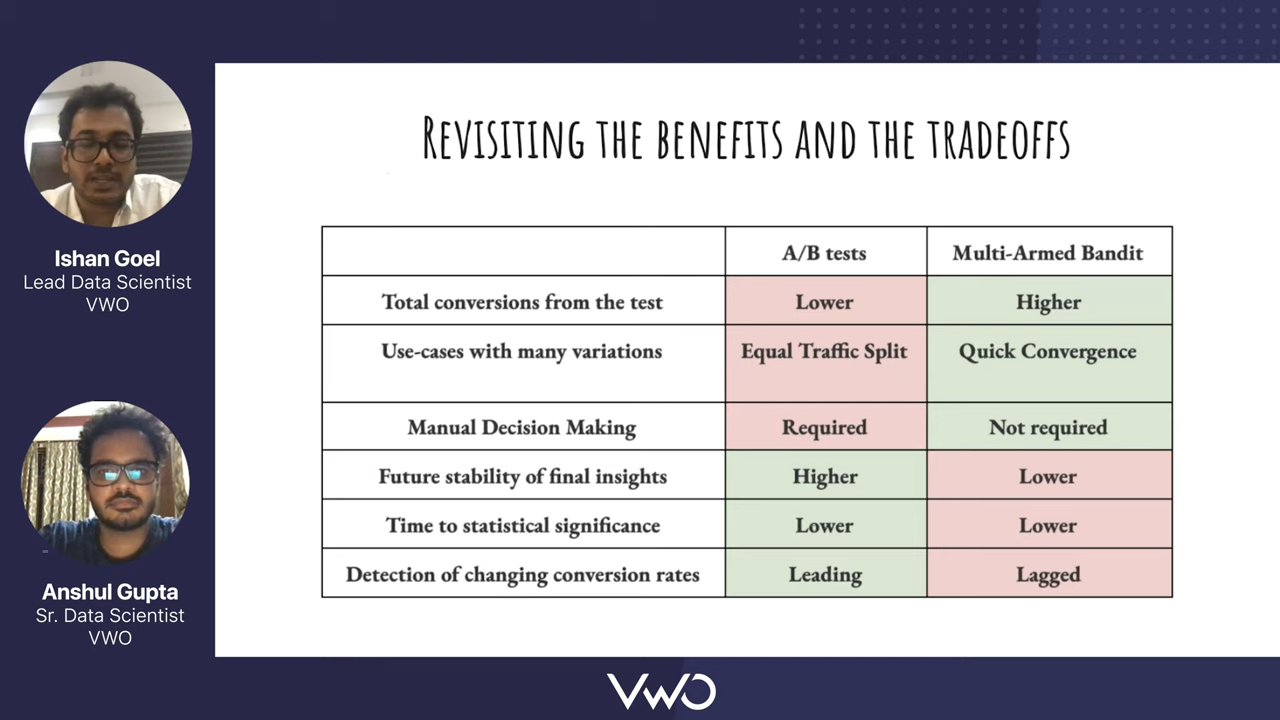 Ishan Goel
Lead Data Scientist
VWO
Anshul Gupta
Sr. Data Scientist
VWO
REVISITING THE BENEFITS AND THE TRADEOFFS
A/B tests Multi-Armed Bandit
Total conversions from the test Lower Higher
Use-cases with many variations Equal Traffic Split Quick Convergence
Manual Decision Making Required Not required
Future stability of final insights Higher Lower
Time to statistical significance Lower Lower
Detection of changing conversion rates Leading Lagged
VWO